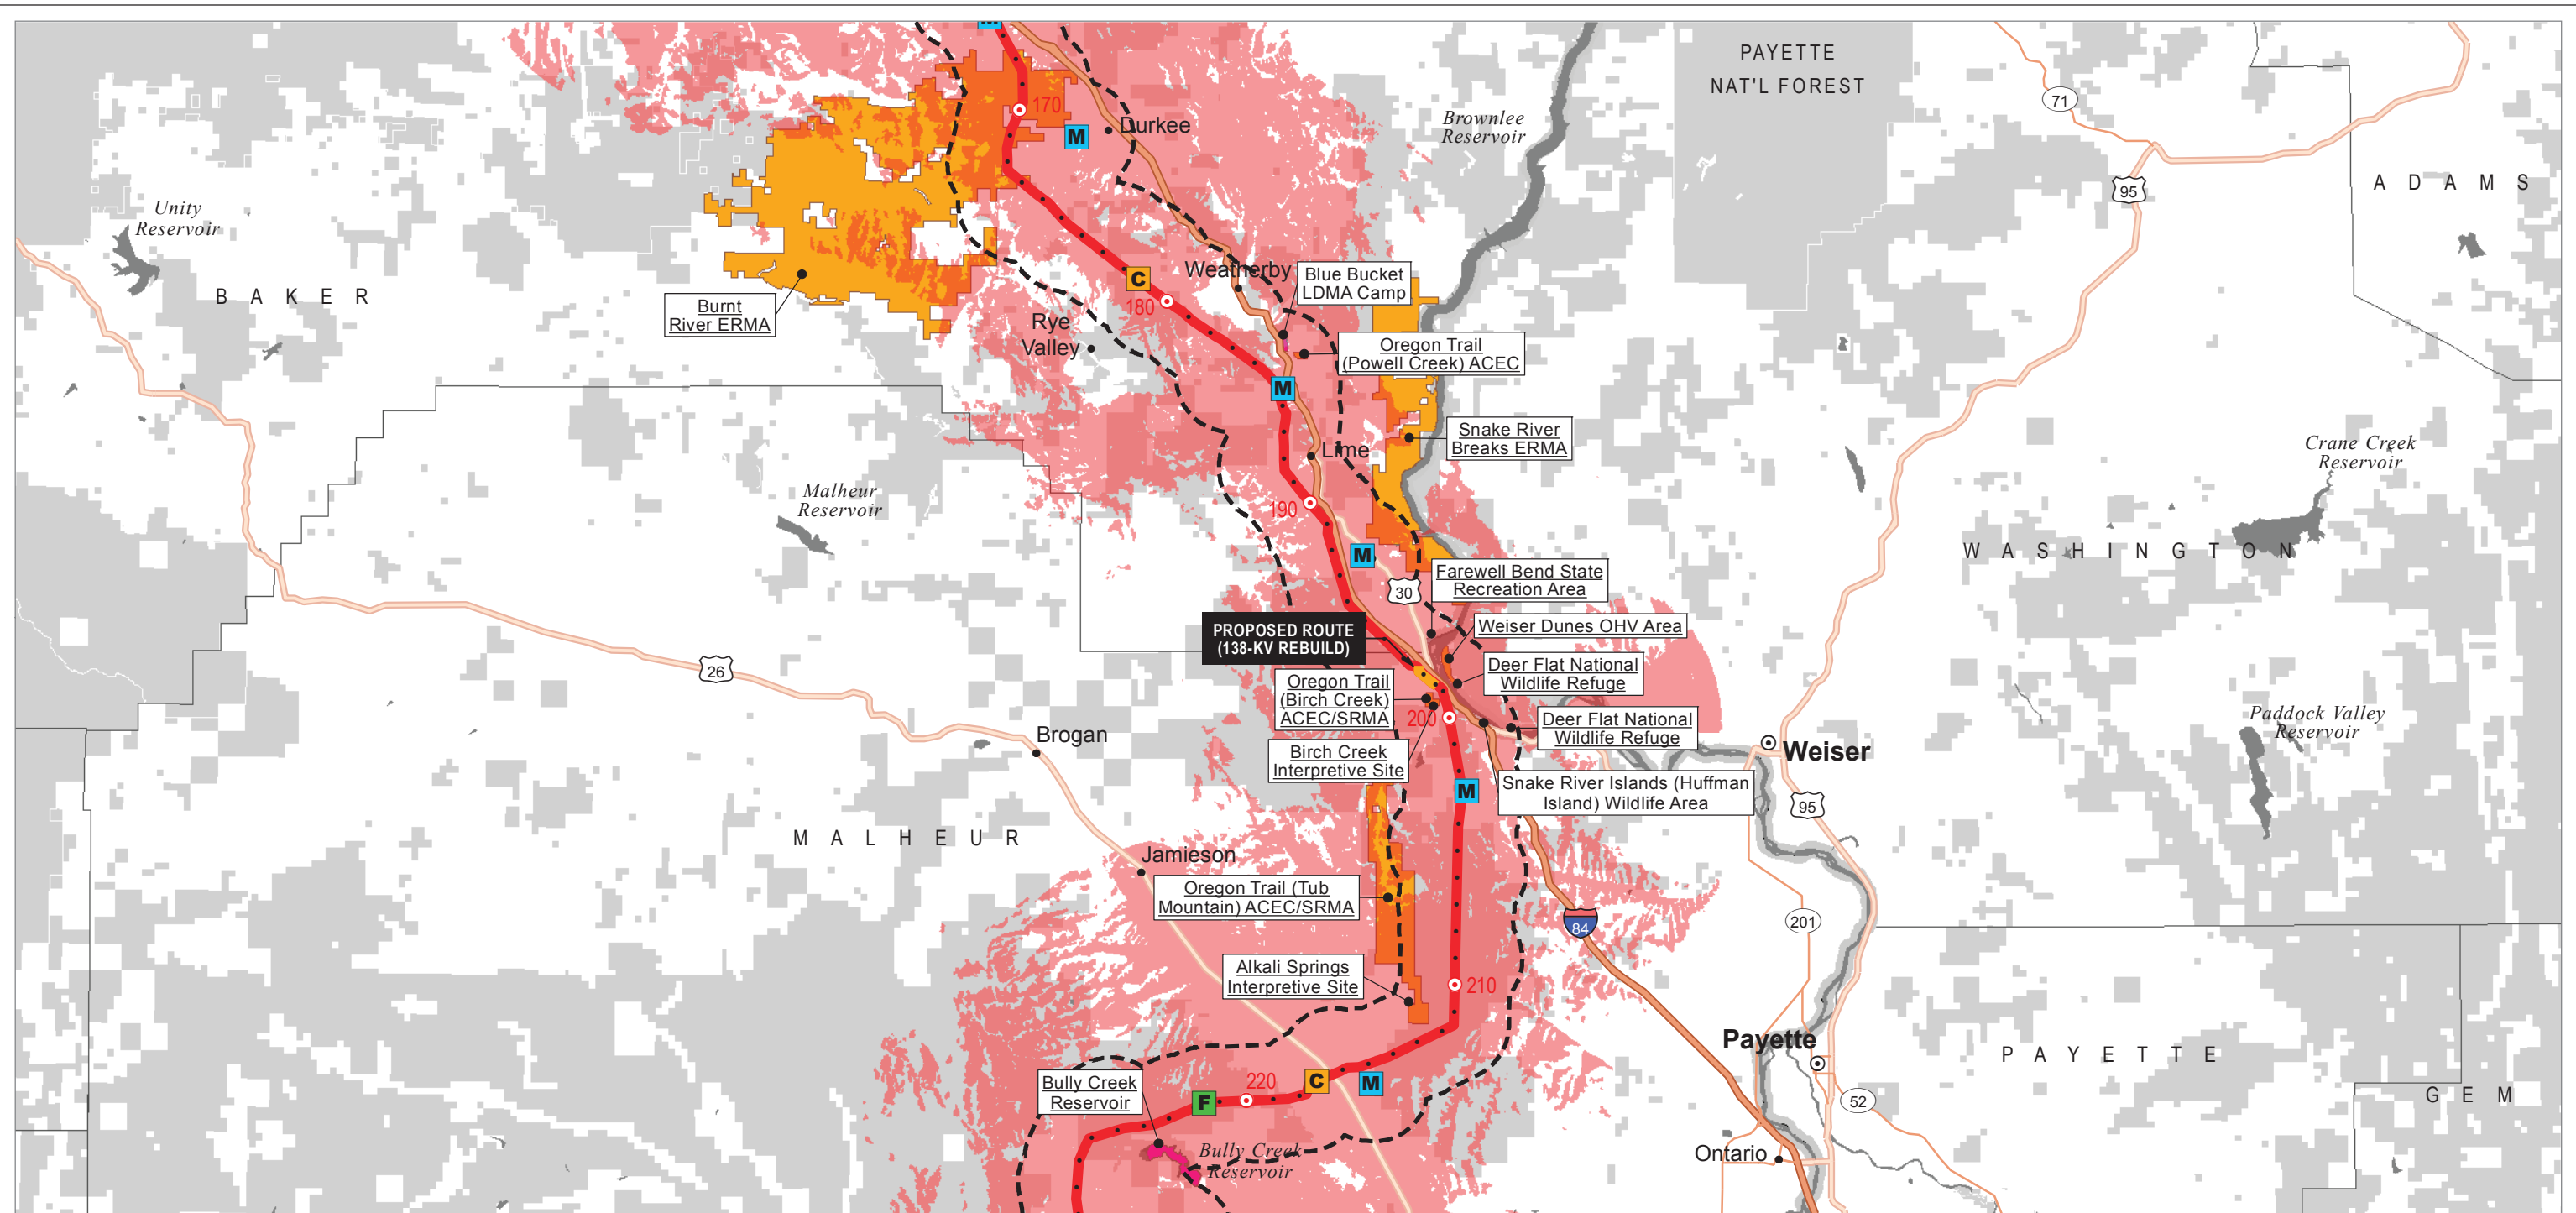 M
PAYETTE
NAT'L FOREST
71
170
M
Durkee
Brownlee
Reservoir
95
A D A M S
Unity
Reservoir
B A K E R
Burnt
River ERMA
C
180
Weatherby
Blue Bucket
LDMA Camp
Rye
Valley
Oregon Trail
(Powell Creek) ACEC
M
Snake River
Breaks ERMA
Lime
Crane Creek
Reservoir
Malheur
Reservoir
190
M
W A S H I N G T O N
30
Farewell Bend State
Recreation Area
PROPOSED ROUTE
(138-KV REBUILD)
Weiser Dunes OHV Area
26
Deer Flat National
Wildlife Refuge
Oregon Trail
(Birch Creek)
ACEC/SRMA
200
Deer Flat National
Wildlife Refuge
Paddock Valley
Reservoir
Brogan
Weiser
Birch Creek
Interpretive Site
M
Snake River Islands (Huffman
Island) Wildlife Area
95
M A L H E U R
Jamieson
Oregon Trail (Tub
Mountain) ACEC/SRMA
84
201
Alkali Springs
Interpretive Site
210
Payette
P A Y E T T E
Bully Creek
Reservoir
F
220
C
M
52
G E M
Bully Creek
Reservoir
Ontario